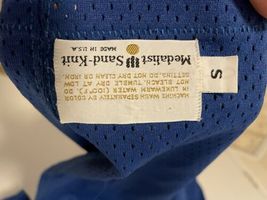 Medalist Sand-Knit
MADE IN U.S.A.
MACHINE WASH SEPARATELY BY COLOR
IN LUKEWARM WATER (100°F). DO
NOT BLEACH. TUMBLE DRY AT LOW
SETTING. DO NOT DRY CLEAN OR IRON.
S